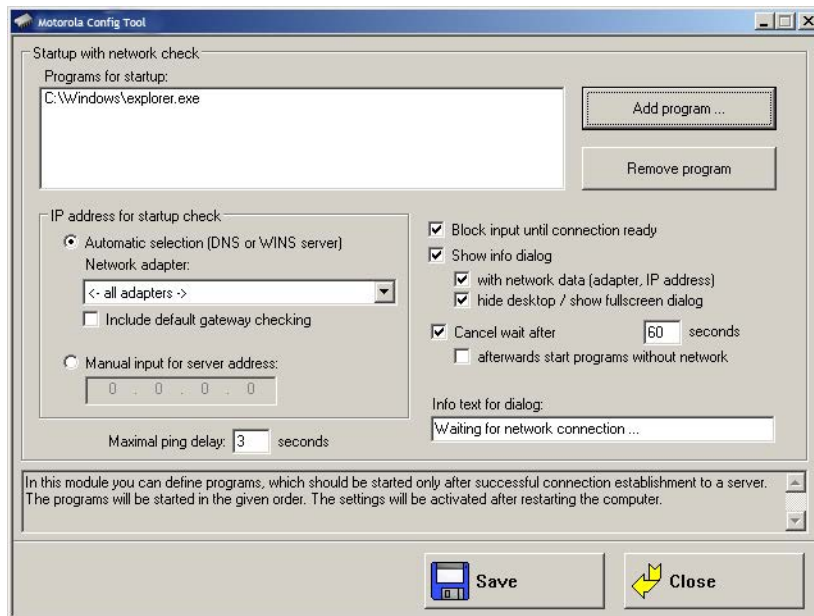 Motorola Config Tool
Startup with network check
Programs for startup:
C:\Windows\explorer.exe
Add program ...
Remove program
IP address for startup check
Automatic selection (DNS or WINS server)
Network adapter:
<- all adapters ->
Include default gateway checking
Manual input for server address:
0 . 0 . 0 . 0
Maximal ping delay: 3 seconds
Block input until connection ready
Show info dialog
with network data (adapter, IP address)
hide desktop / show fullscreen dialog
Cancel wait after 60 seconds
afterwards start programs without network
Info text for dialog:
Waiting for network connection ...
In this module you can define programs, which should be started only after successful connection establishment to a server.
The programs will be started in the given order. The settings will be activated after restarting the computer.
Save
Close